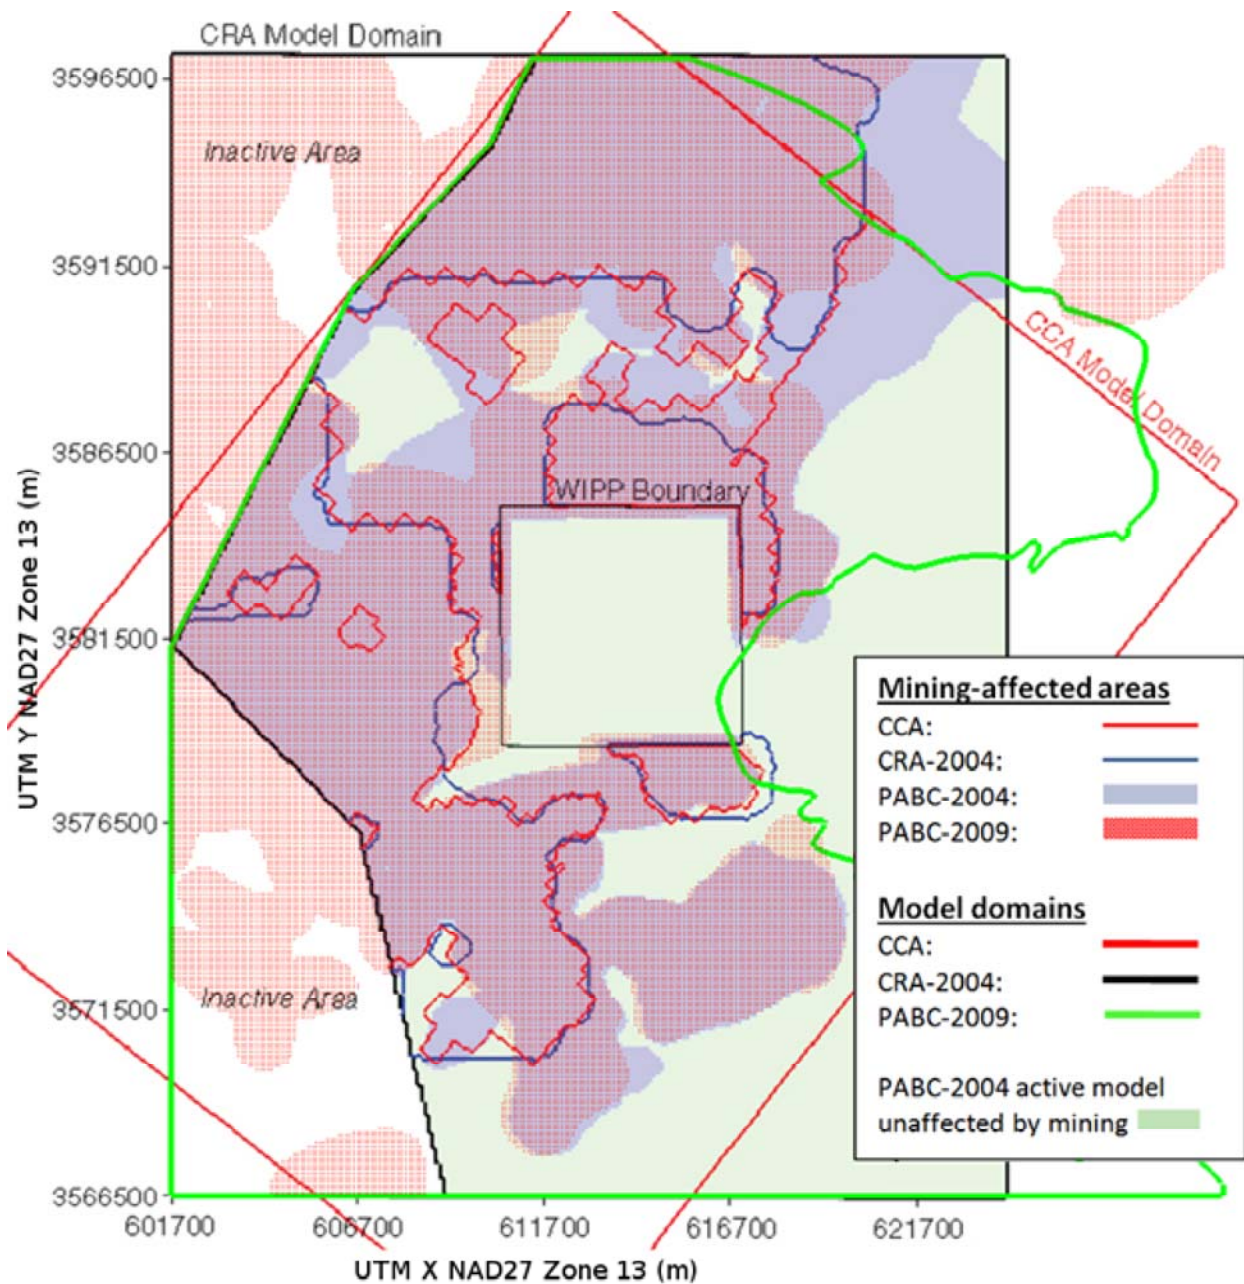 CRA Model Domain
3596500
Inactive Area
3591500
CCA Model Domain
3586500
WIPP Boundary
UTM Y NAD27 Zone 13 (m)
3581500
3576500
3571500
Inactive Area
3566500
601700
606700
611700
616700
621700
UTM X NAD27 Zone 13 (m)
Mining-affected areas
CCA:
CRA-2004:
PABC-2004:
PABC-2009:
Model domains
CCA:
CRA-2004:
PABC-2009:
PABC-2004 active model
unaffected by mining